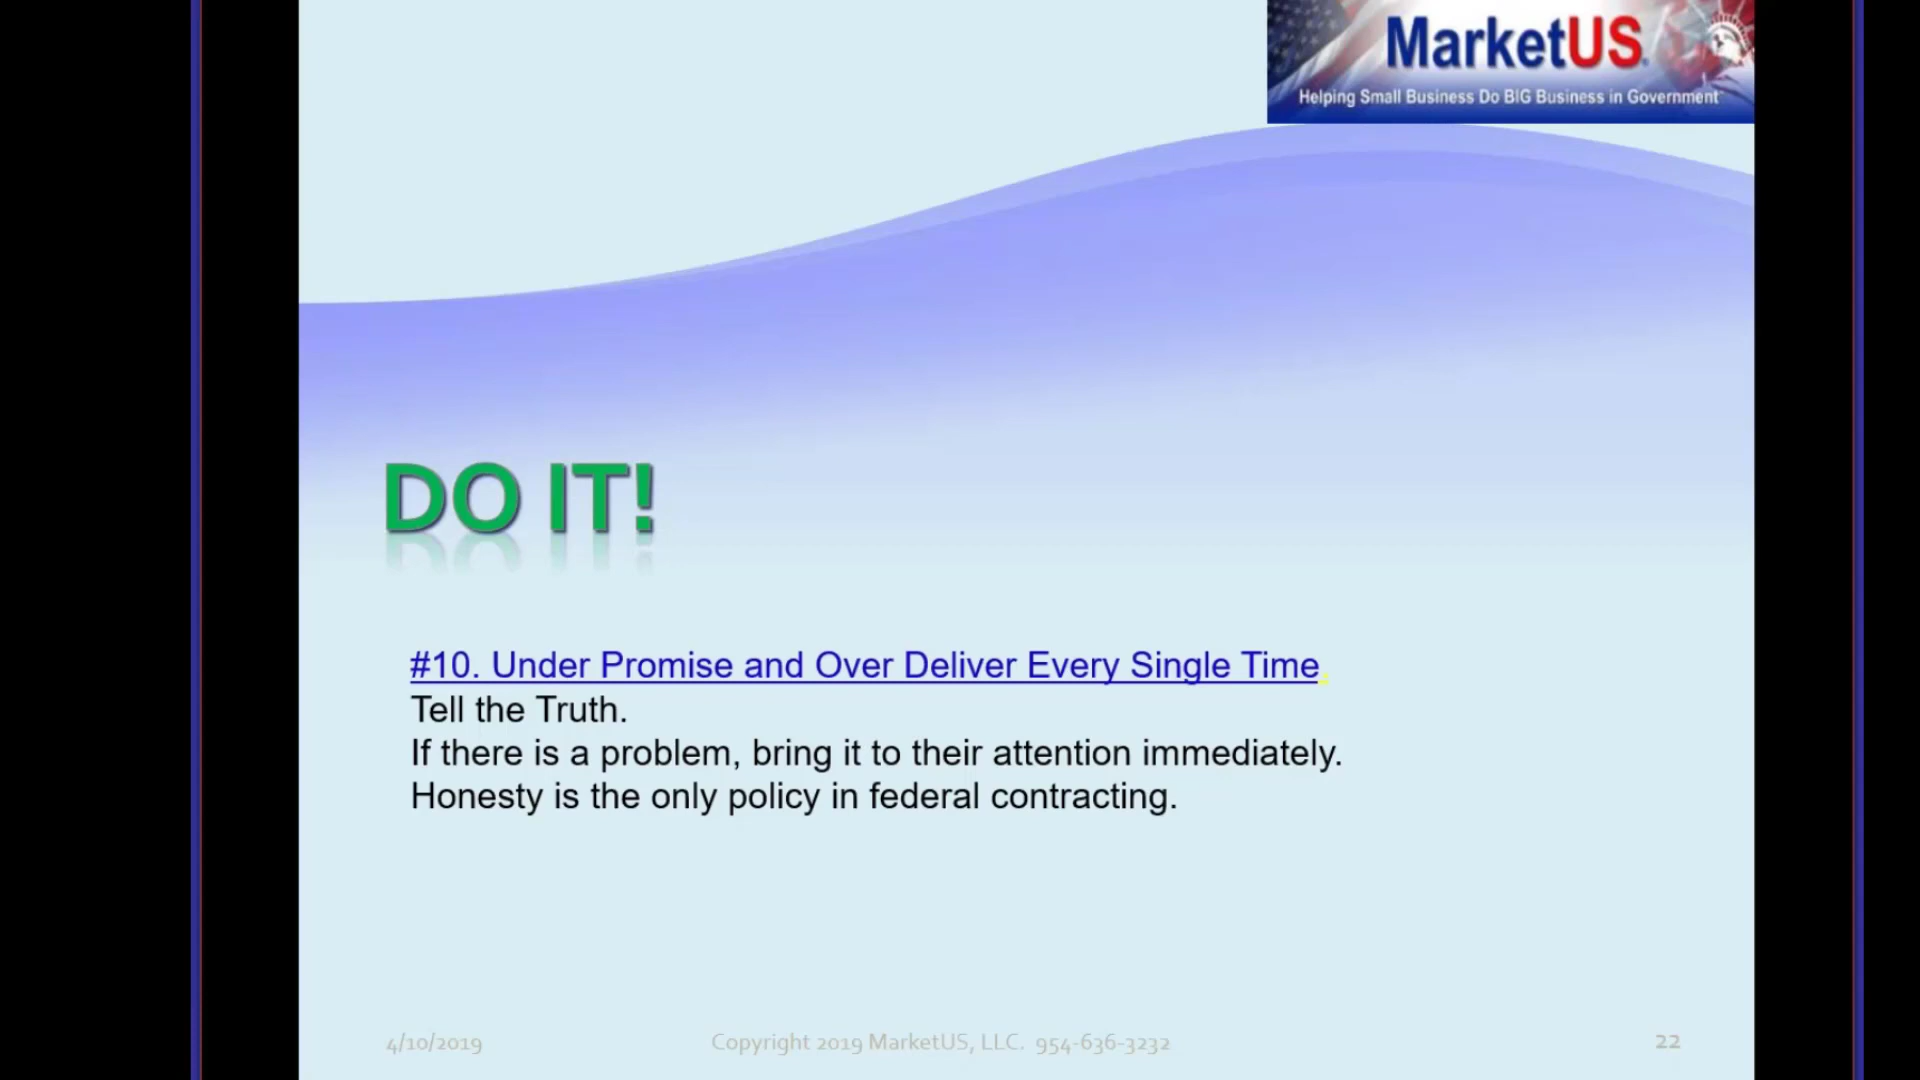 MarketUS
Helping Small Business Do BIG Business in Government
DO IT!
#10. Under Promise and Over Deliver Every Single Time.
Tell the Truth.
If there is a problem, bring it to their attention immediately.
Honesty is the only policy in federal contracting.
4/10/2019 Copyright 2019 MarketUS, LLC. 954-636-3232 22